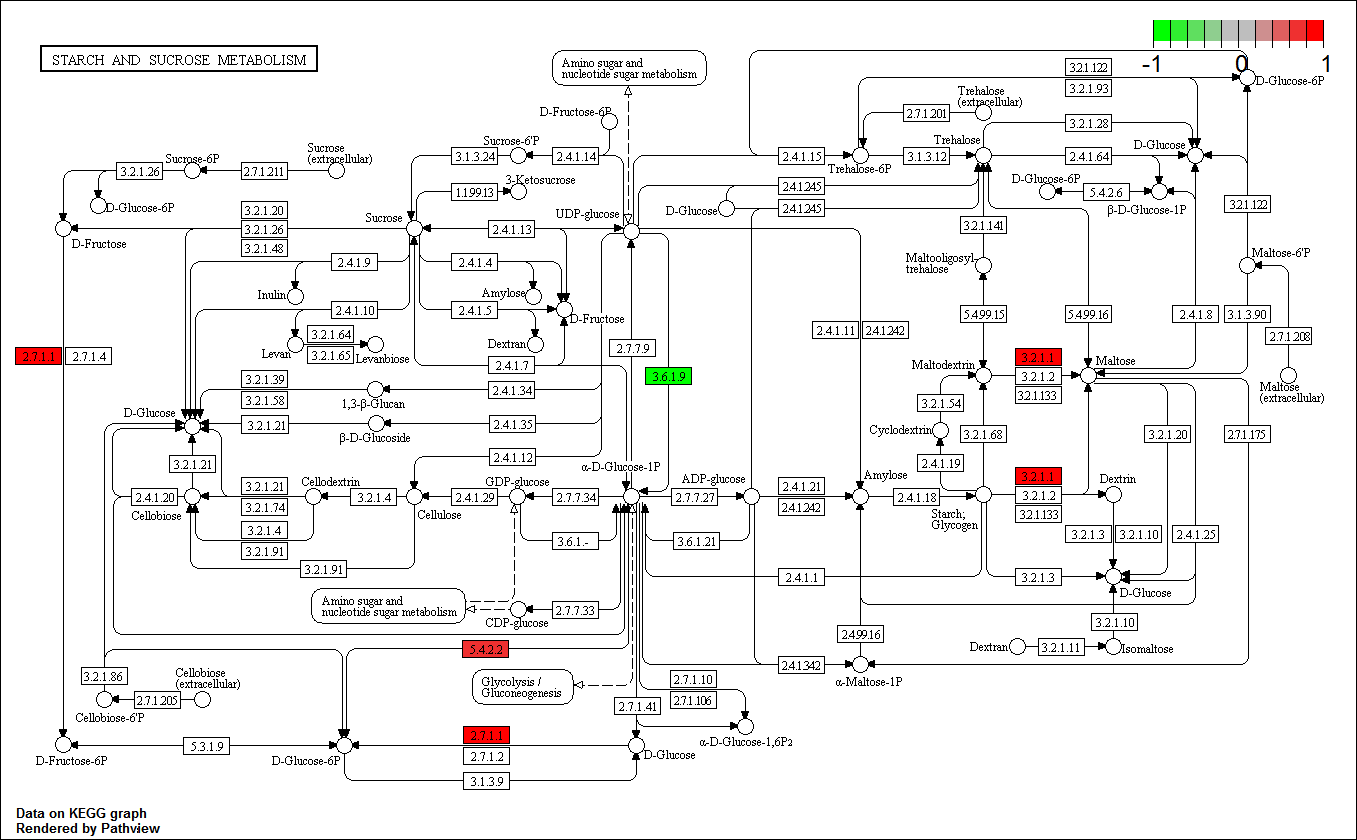 STARCH AND SUCROSE METABOLISM
-1 0 1
Amino sugar and
nucleotide sugar metabolism
3.2.1.122
3.2.1.93
D-Glucose-6P
D-Fructose-6P
2.7.1.201
Trehalose
(extracellular)
3.2.1.28
Sucrose-6P
3.2.1.26
2.7.1.211
Sucrose
(extracellular)
D-Glucose-6P
Sucrose-6'P
3.1.3.24
2.4.1.14
2.4.1.15
Trehalose-6P
3.1.3.12
Trehalose
2.4.1.64
D-Glucose
1.1.99.13
3-Ketosucrose
2.4.1.245
2.4.1.245
D-Glucose
D-Glucose-6P
5.4.2.6
β-D-Glucose-1P
3.2.1.122
3.2.1.20
3.2.1.26
3.2.1.48
D-Fructose
Sucrose
2.4.1.13
UDP-glucose
3.2.1.141
Maltooligosyl-
trehalose
Maltose-6'P
2.4.1.9
Inulin
2.4.1.4
Amylose
2.4.1.10
Levan
3.2.1.64
3.2.1.65
Levanbiose
2.4.1.5
Dextran
D-Fructose
2.4.1.7
2.7.1.1
2.7.1.4
2.7.7.9
3.6.1.9
2.4.1.11
2.4.1.242
5.4.99.15
5.4.99.16
2.4.1.8
3.1.3.90
2.7.1.208
Maltose
(extracellular)
Maltodextrin
3.2.1.1
3.2.1.2
3.2.1.133
Maltose
3.2.1.39
3.2.1.58
1,3-β-Glucan
2.4.1.34
D-Glucose
3.2.1.21
β-D-Glucoside
2.4.1.35
3.2.1.54
Cyclodextrin
2.4.1.19
3.2.1.68
3.2.1.20
2.7.1.175
2.4.1.12
3.2.1.21
α-D-Glucose-1P
2.4.1.20
Cellobiose
3.2.1.21
3.2.1.74
3.2.1.4
3.2.1.91
3.2.1.91
Cellodextrin
3.2.1.4
Cellulose
2.4.1.29
GDP-glucose
2.7.7.34
3.6.1.-
2.7.7.27
ADP-glucose
3.6.1.21
2.4.1.21
2.4.1.242
Amylose
2.4.1.18
Starch;
Glycogen
3.2.1.1
3.2.1.2
3.2.1.133
Dextrin
3.2.1.3
3.2.1.10
2.4.1.25
2.4.1.1
3.2.1.3
D-Glucose
Amino sugar and
nucleotide sugar metabolism
CDP-glucose
2.7.7.33
3.2.1.10
2.4.99.16
Dextran
3.2.1.11
Isomaltose
5.4.2.2
2.4.1.342
α-Maltose-1P
3.2.1.86
Cellobiose
(extracellular)
2.7.1.205
Cellobiose-6'P
Glycolysis /
Gluconeogenesis
2.7.1.10
2.7.1.106
2.7.1.41
α-D-Glucose-1,6P2
D-Fructose-6P
5.3.1.9
D-Glucose-6P
2.7.1.1
2.7.1.2
3.1.3.9
D-Glucose
Data on KEGG graph
Rendered by Pathview